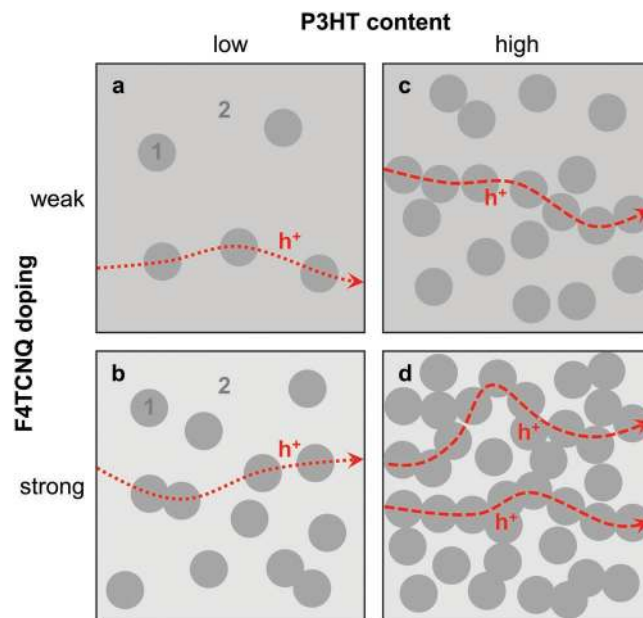 P3HT content
low high
F4TCNQ doping
weak
strong
a
2
1
h+
c
h+
b
2
1
h+
d
h+
h+